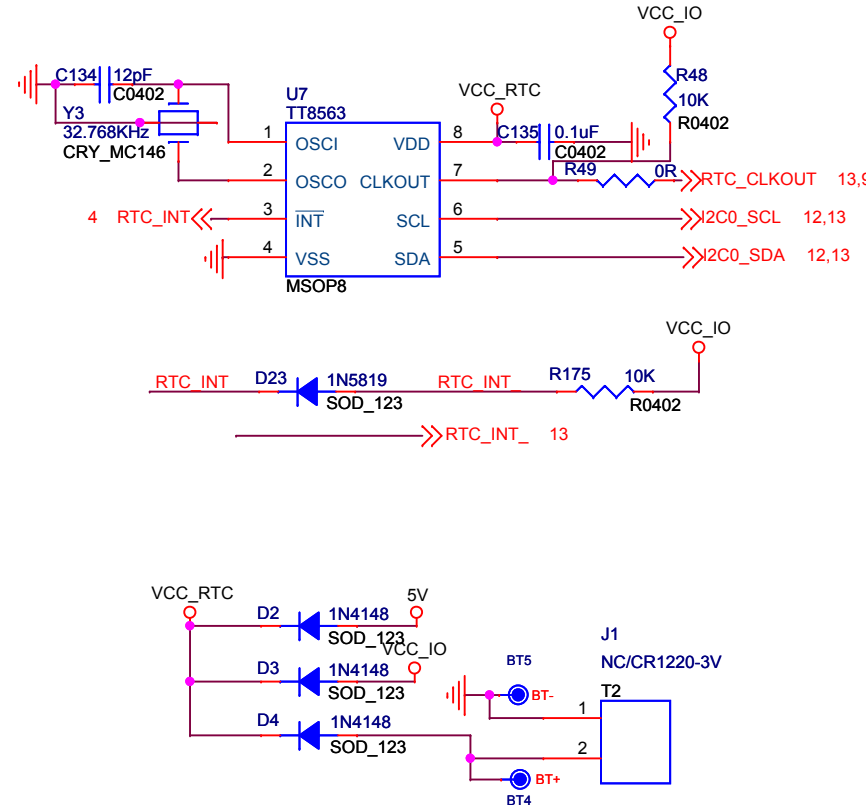 VCC_IO
C134 12pF
C0402
R48
10K
R0402
Y3
32.768KHz
CRY_MC146
U7
TT8563
VCC_RTC
C135 0.1uF
C0402
1 OSCI VDD 8
2 OSCO CLKOUT 7
R49 0R
RTC_CLKOUT 13,9
4 RTC_INT
3 INT SCL 6
I2C0_SCL 12,13
4 VSS SDA 5
I2C0_SDA 12,13
MSOP8
VCC_IO
RTC_INT D23 1N5819 RTC_INT_ R175 10K
SOD_123 R0402
RTC_INT_ 13
VCC_RTC
5V
D2 1N4148
SOD_123
VCC_IO
D3 1N4148
SOD_123
D4 1N4148
SOD_123
BT5
BT-
J1
NC/CR1220-3V
T2
1
2
BT+
BT4